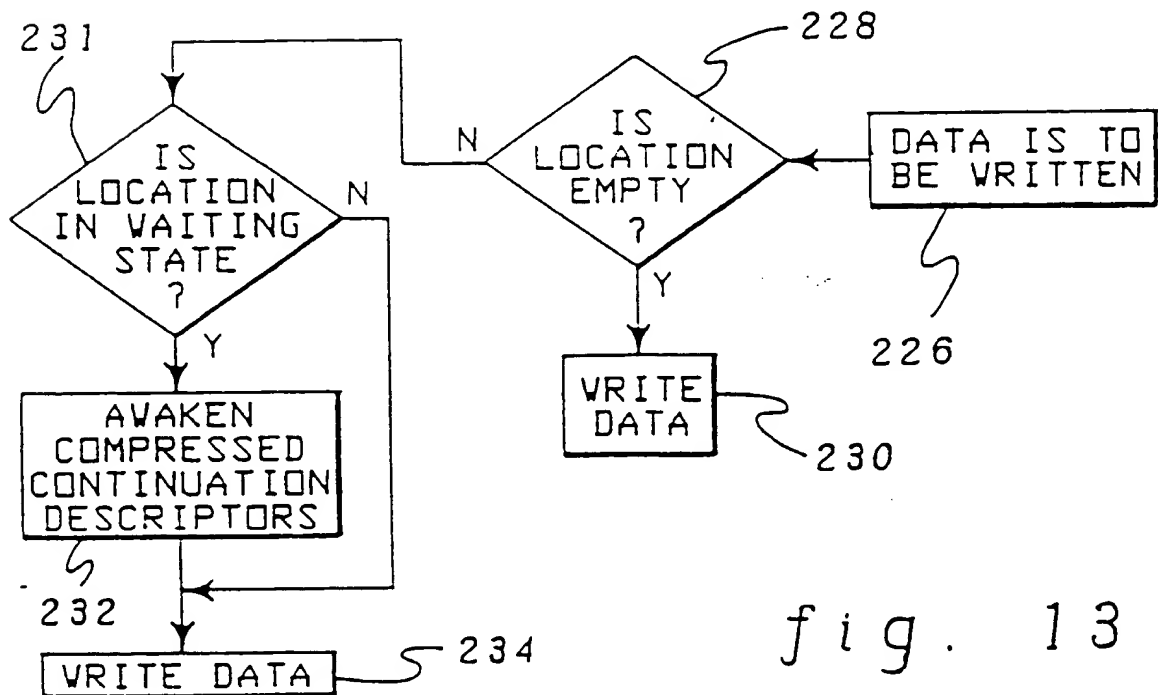 231
228
IS
LOCATION
IN WAITING
STATE
?
N
Y
N
IS
LOCATION
EMPTY
?
Y
DATA IS TO
BE WRITTEN
226
WRITE
DATA
230
AWAKEN
COMPRESSED
CONTINUATION
DESCRIPTORS
232
WRITE DATA
234
fig. 13